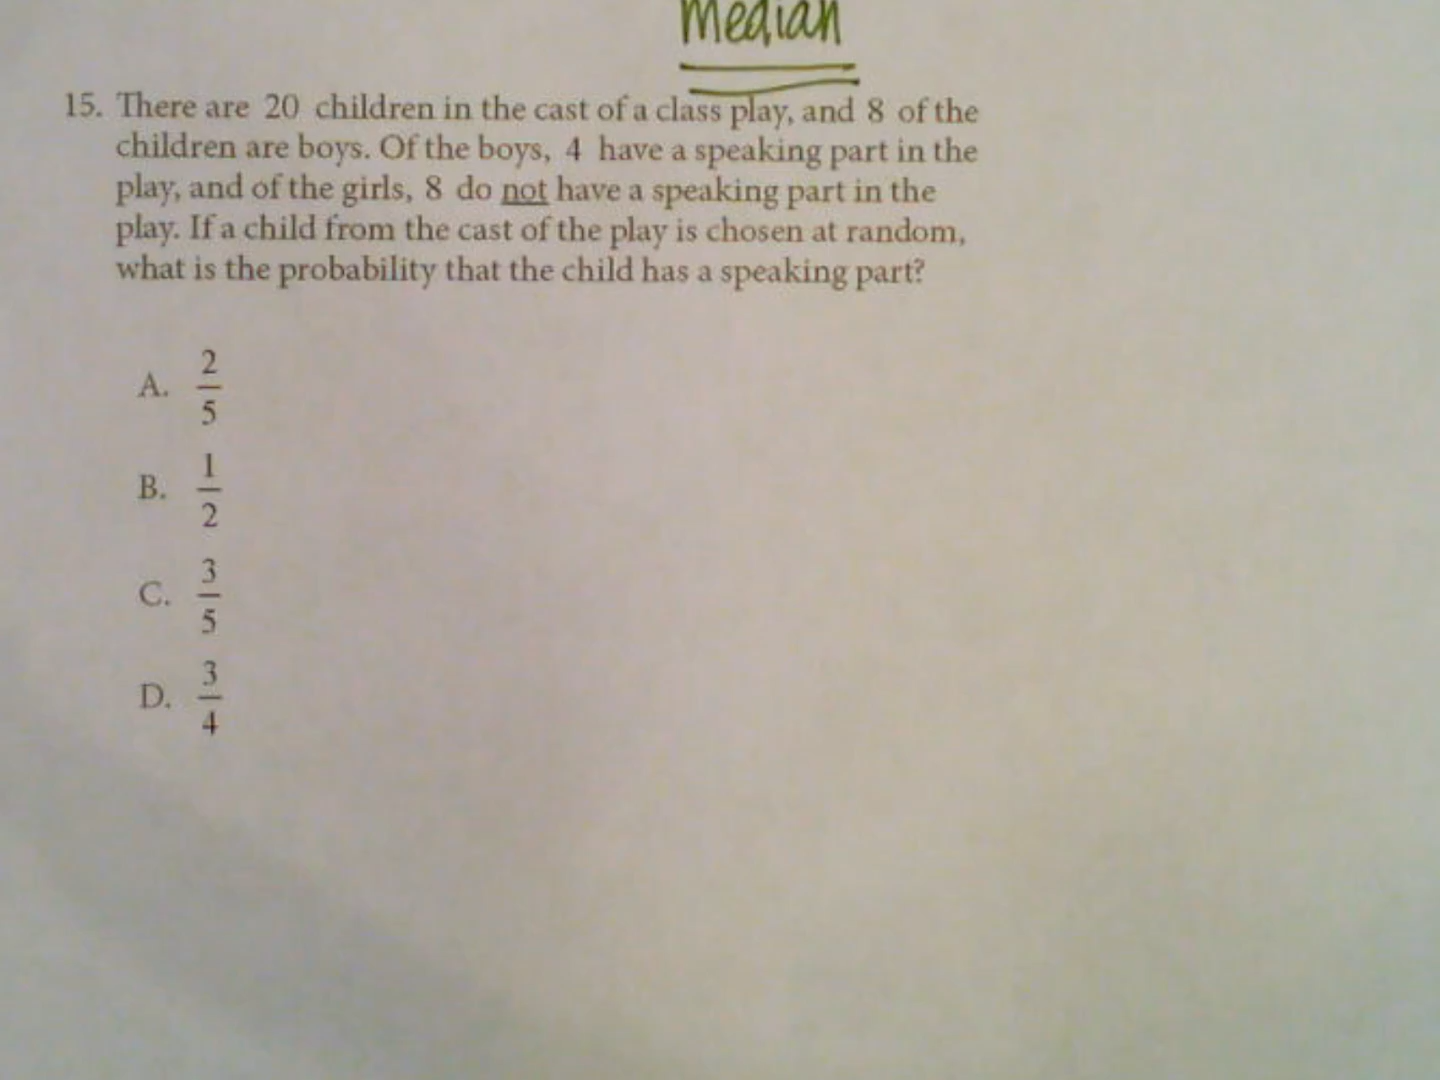 Median
15. There are 20 children in the cast of a class play, and 8 of the
children are boys. Of the boys, 4 have a speaking part in the
play, and of the girls, 8 do not have a speaking part in the
play. If a child from the cast of the play is chosen at random,
what is the probability that the child has a speaking part?
A. 2/5
B. 1/2
C. 3/5
D. 3/4